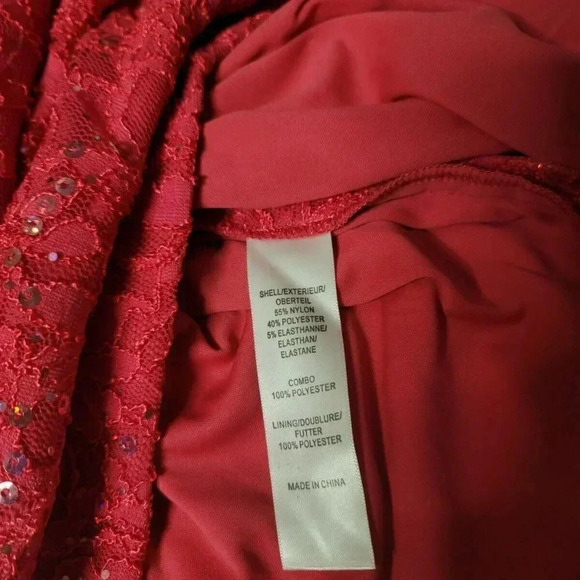 SHELL/EXTERIEUR/
OBERTEIL
55% NYLON
40% POLYESTER
5% ELASTHANNE/
ELASTHAN/
ELASTANE
COMBO
100% POLYESTER
LINING/DOUBLURE/
FUTTER
100% POLYESTER
MADE IN CHINA